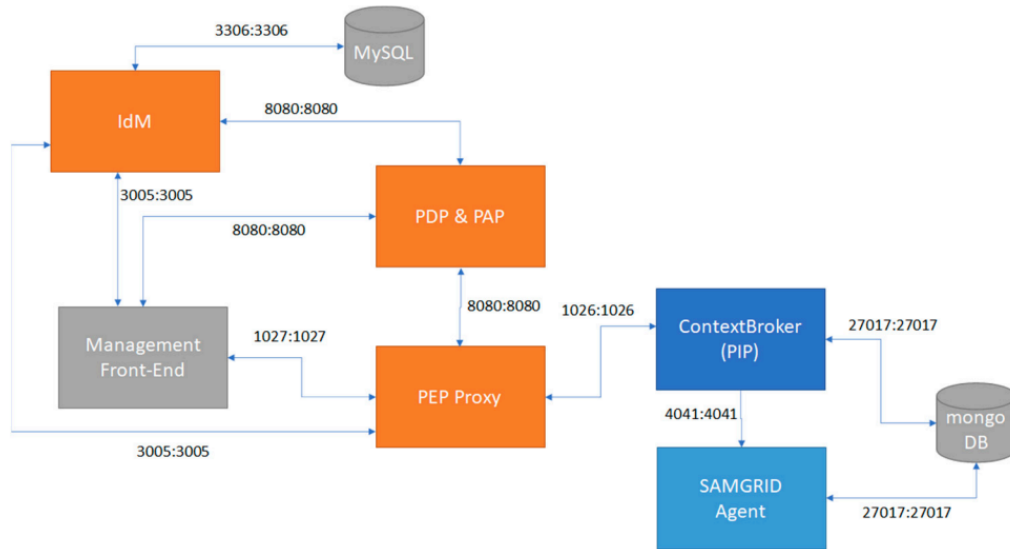 3306:3306
MySQL
IdM
8080:8080
3005:3005
PDP & PAP
8080:8080
8080:8080
1026:1026
ContextBroker
(PIP)
27017:27017
Management
Front-End
1027:1027
PEP Proxy
4041:4041
mongo
DB
3005:3005
SAMGRID
Agent
27017:27017